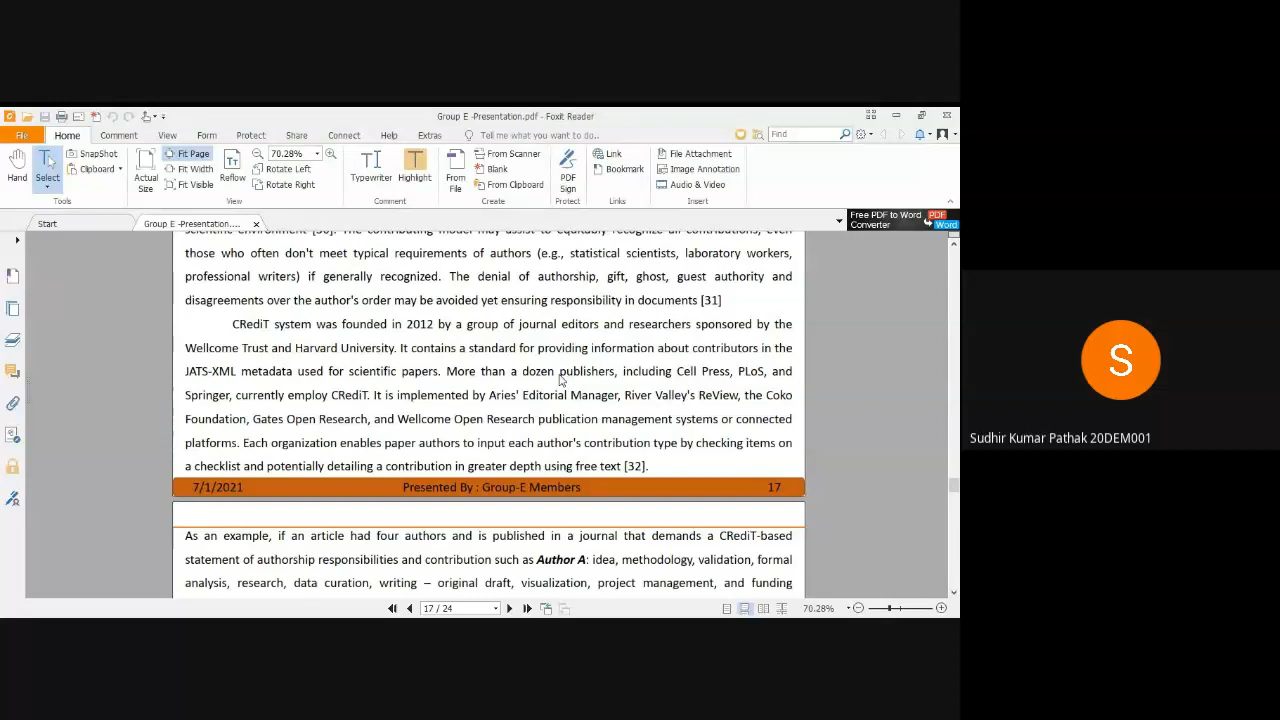 Group E -Presentation.pdf - Foxit Reader
File Home Comment View Form Protect Share Connect Help Extras Tell me what you want to do.. Find
Hand
Select
SnapShot
Clipboard
Tools
Actual Size
Fit Page
Fit Width
Fit Visible
Reflow
70.28%
Rotate Left
Rotate Right
View
Typewriter
Highlight
Comment
From File
From Scanner
Blank
From Clipboard
Create
PDF Sign
Protect
Link
Bookmark
Links
File Attachment
Image Annotation
Audio & Video
Insert
Start
Group E -Presentation....
Free PDF to Word Converter
PDF
Word
scientific environment [30]. The contributing model may assist to equitably recognize all contributions, even
those who often don't meet typical requirements of authors (e.g., statistical scientists, laboratory workers,
professional writers) if generally recognized. The denial of authorship, gift, ghost, guest authority and
disagreements over the author's order may be avoided yet ensuring responsibility in documents [31]
CRediT system was founded in 2012 by a group of journal editors and researchers sponsored by the
Wellcome Trust and Harvard University. It contains a standard for providing information about contributors in the
JATS-XML metadata used for scientific papers. More than a dozen publishers, including Cell Press, PLoS, and
Springer, currently employ CRediT. It is implemented by Aries' Editorial Manager, River Valley's ReView, the Coko
Foundation, Gates Open Research, and Wellcome Open Research publication management systems or connected
platforms. Each organization enables paper authors to input each author's contribution type by checking items on
a checklist and potentially detailing a contribution in greater depth using free text [32].
7/1/2021 Presented By : Group-E Members 17
As an example, if an article had four authors and is published in a journal that demands a CRediT-based
statement of authorship responsibilities and contribution such as Author A: idea, methodology, validation, formal
analysis, research, data curation, writing – original draft, visualization, project management, and funding
17 / 24
70.28%
S
Sudhir Kumar Pathak 20DEM001